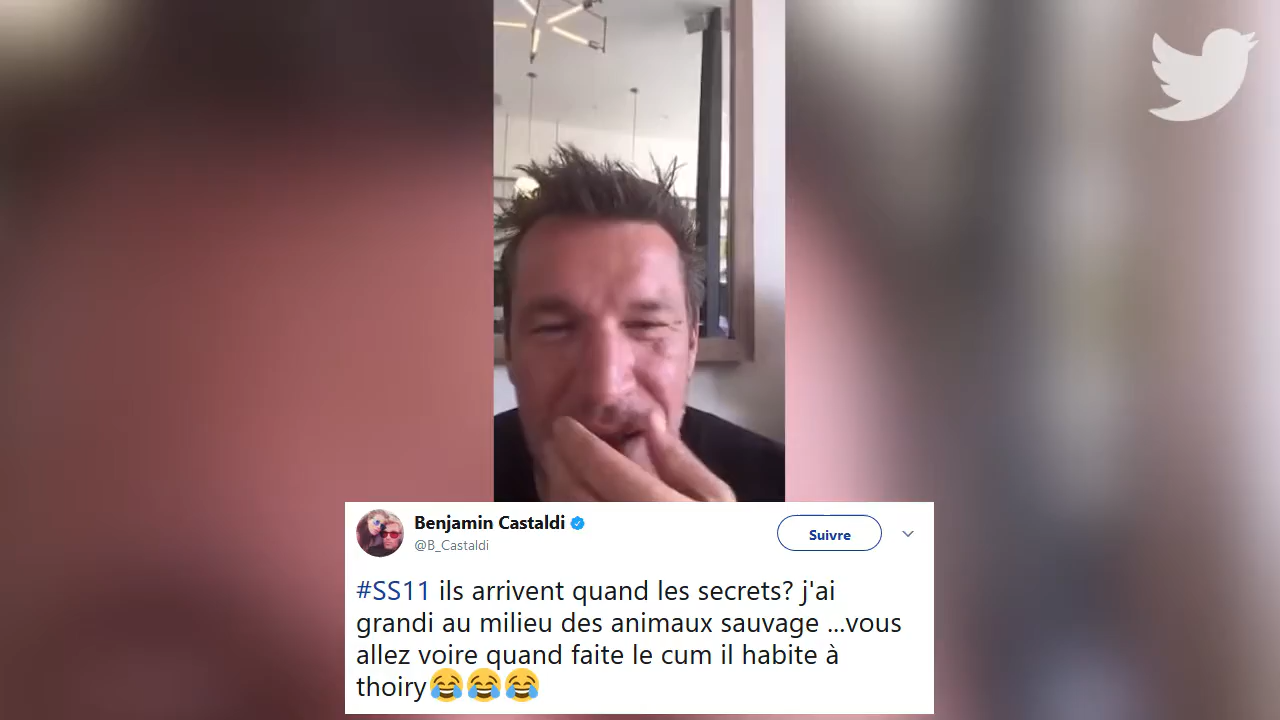 Benjamin Castaldi
@B_Castaldi
Suivre
#SS11 ils arrivent quand les secrets? j'ai
grandi au milieu des animaux sauvage ...vous
allez voire quand faite le cum il habite à
thoiry😂😂😂